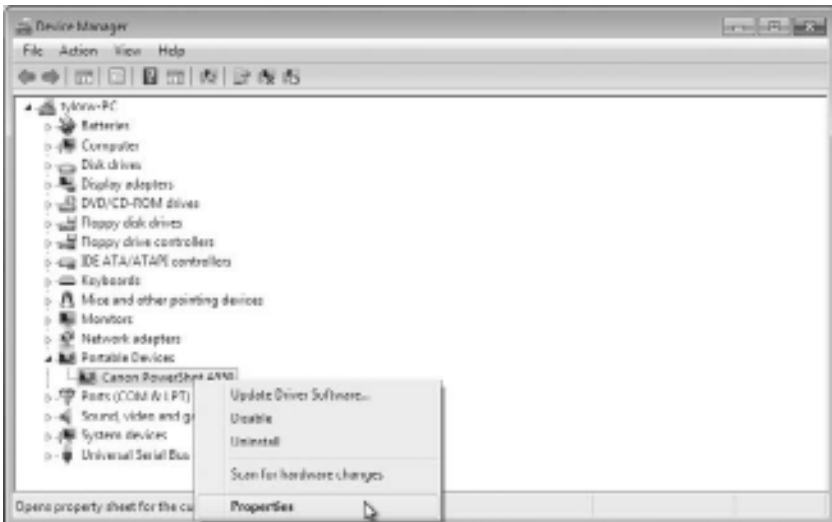 Device Manager
File Action View Help
tylorw-PC
Batteries
Computer
Disk drives
Display adapters
DVD/CD-ROM drives
Floppy disk drives
Floppy drive controllers
IDE ATA/ATAPI controllers
Keyboards
Mice and other pointing devices
Monitors
Network adapters
Portable Devices
Canon PowerShot
Ports (COM & LPT)
Sound, video and
System devices
Universal Serial Bus
Update Driver Software...
Disable
Uninstall
Scan for hardware changes
Properties
Opens property sheet for the